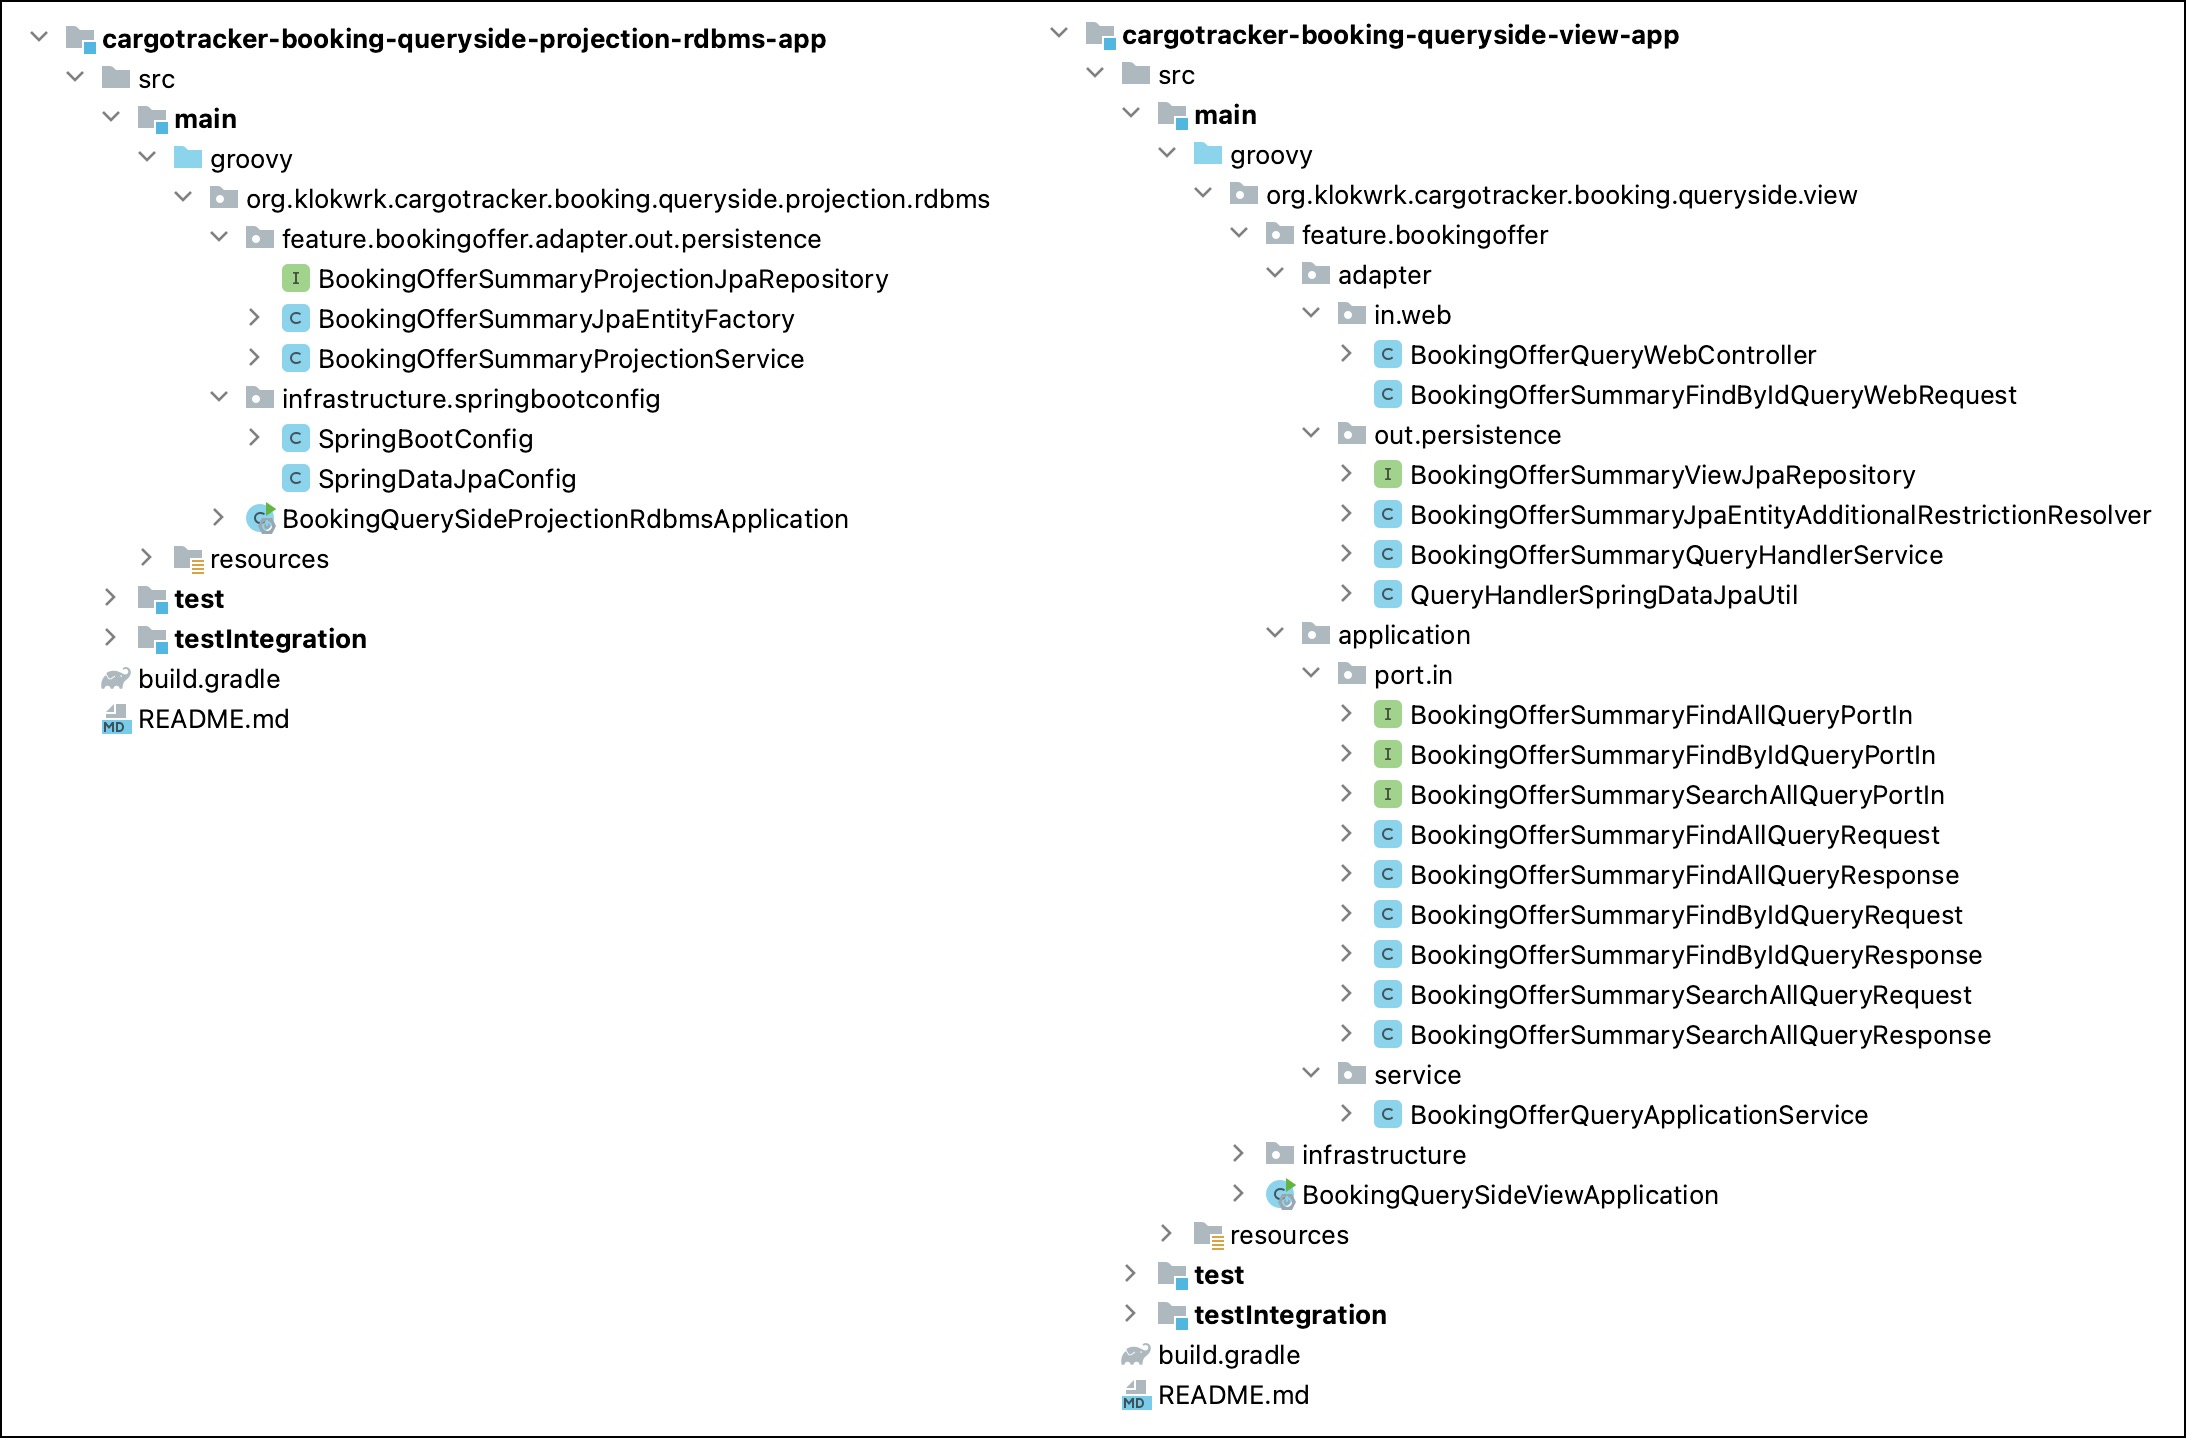 cargotracker-booking-queryside-projection-rdbms-app
src
main
groovy
org.klokwrk.cargotracker.booking.queryside.projection.rdbms
feature.bookingoffer.adapter.out.persistence
I BookingOfferSummaryProjectionJpaRepository
C BookingOfferSummaryJpaEntityFactory
C BookingOfferSummaryProjectionService
infrastructure.springbootconfig
C SpringBootConfig
C SpringDataJpaConfig
C BookingQuerySideProjectionRdbmsApplication
resources
test
testIntegration
build.gradle
MD README.md
cargotracker-booking-queryside-view-app
src
main
groovy
org.klokwrk.cargotracker.booking.queryside.view
feature.bookingoffer
adapter
in.web
C BookingOfferQueryWebController
C BookingOfferSummaryFindByIdQueryWebRequest
out.persistence
I BookingOfferSummaryViewJpaRepository
C BookingOfferSummaryJpaEntityAdditionalRestrictionResolver
C BookingOfferSummaryQueryHandlerService
C QueryHandlerSpringDataJpaUtil
application
port.in
I BookingOfferSummaryFindAllQueryPortIn
I BookingOfferSummaryFindByIdQueryPortIn
I BookingOfferSummarySearchAllQueryPortIn
C BookingOfferSummaryFindAllQueryRequest
C BookingOfferSummaryFindAllQueryResponse
C BookingOfferSummaryFindByIdQueryRequest
C BookingOfferSummaryFindByIdQueryResponse
C BookingOfferSummarySearchAllQueryRequest
C BookingOfferSummarySearchAllQueryResponse
service
C BookingOfferQueryApplicationService
infrastructure
C BookingQuerySideViewApplication
resources
test
testIntegration
build.gradle
MD README.md